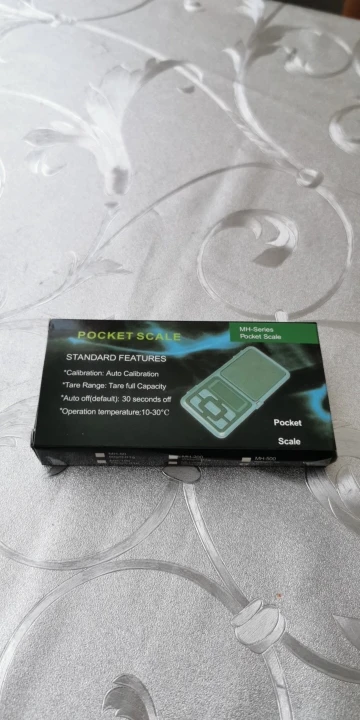 POCKET SCALE
MH-Series
Pocket Scale
STANDARD FEATURES
*Calibration: Auto Calibration
*Tare Range: Tare full Capacity
*Auto off(default): 30 seconds off
*Operation temperature:10-30°C
Pocket
Scale